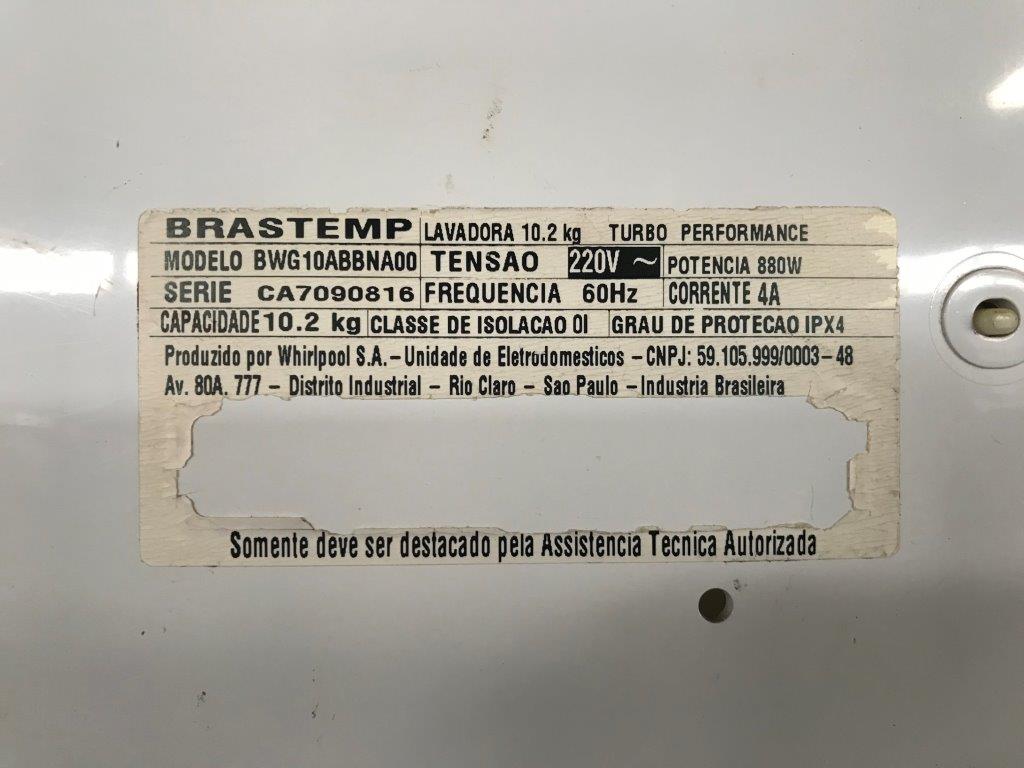 BRASTEMP LAVADORA 10.2 kg TURBO PERFORMANCE
MODELO BWG10ABBNA00 TENSAO 220V ~ POTENCIA 880W
SERIE CA7090816 FREQUENCIA 60Hz CORRENTE 4A
CAPACIDADE 10.2 kg CLASSE DE ISOLACAO 0I GRAU DE PROTECAO IPX4
Produzido por Whirlpool S.A. – Unidade de Eletrodomesticos – CNPJ: 59.105.999/0003-48
Av. 80A. 777 – Distrito Industrial – Rio Claro – Sao Paulo – Industria Brasileira
Somente deve ser destacado pela Assistencia Tecnica Autorizada